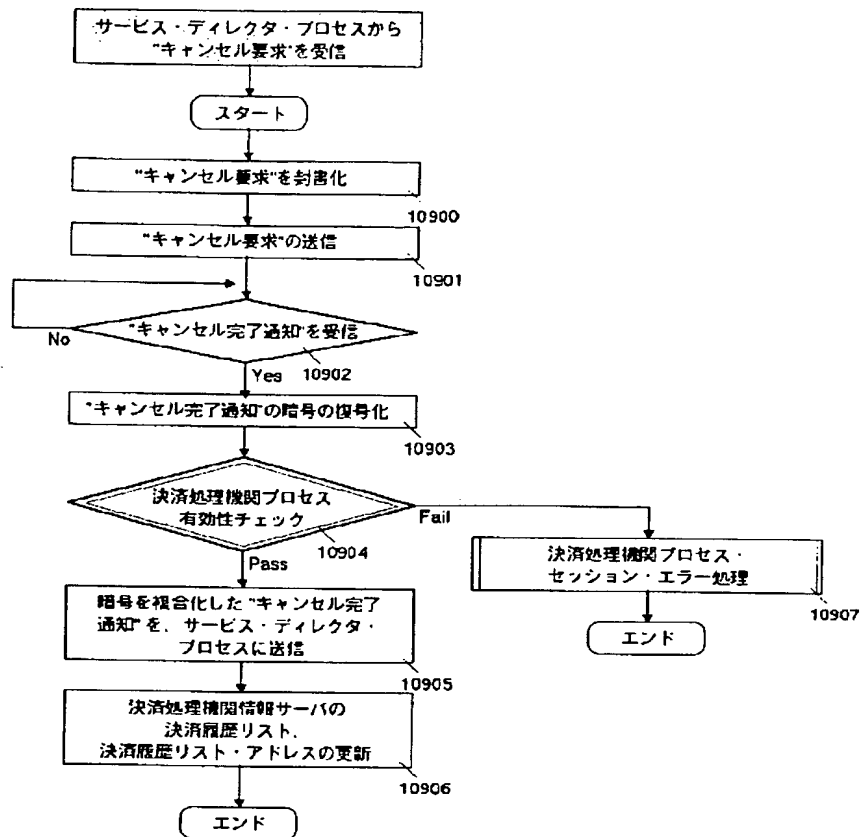 サービス・ディレクタ・プロセスから
"キャンセル要求"を受信
スタート
"キャンセル要求"を封書化
10900
"キャンセル要求"の送信
10901
"キャンセル完了通知"を受信
No
10902
Yes
"キャンセル完了通知"の暗号の復号化
10903
決済処理機関プロセス
有効性チェック
10904
Fail
Pass
決済処理機関プロセス・
セッション・エラー処理
10907
エンド
暗号を複合化した "キャンセル完了
通知" を、サービス・ディレクタ・
プロセスに送信
10905
決済処理機関情報サーバの
決済履歴リスト、
決済履歴リスト・アドレスの更新
10906
エンド